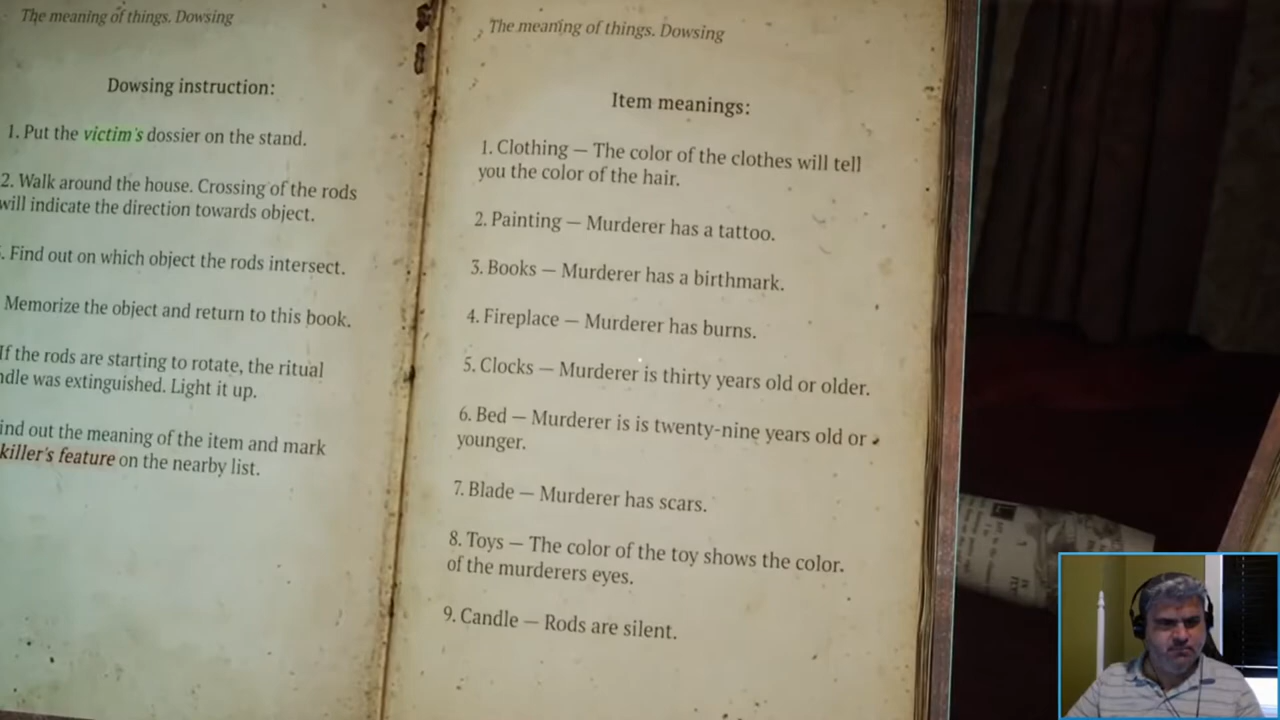 The meaning of things. Dowsing
Dowsing instruction:
1. Put the victim's dossier on the stand.
2. Walk around the house. Crossing of the rods
will indicate the direction towards object.
. Find out on which object the rods intersect.
Memorize the object and return to this book.
If the rods are starting to rotate, the ritual
ndle was extinguished. Light it up.
ind out the meaning of the item and mark
killer's feature on the nearby list.
The meaning of things. Dowsing
Item meanings:
1. Clothing — The color of the clothes will tell
you the color of the hair.
2. Painting — Murderer has a tattoo.
3. Books — Murderer has a birthmark.
4. Fireplace — Murderer has burns.
5. Clocks — Murderer is thirty years old or older.
6. Bed — Murderer is is twenty-nine years old or
younger.
7. Blade — Murderer has scars.
8. Toys — The color of the toy shows the color.
of the murderers eyes.
9. Candle — Rods are silent.